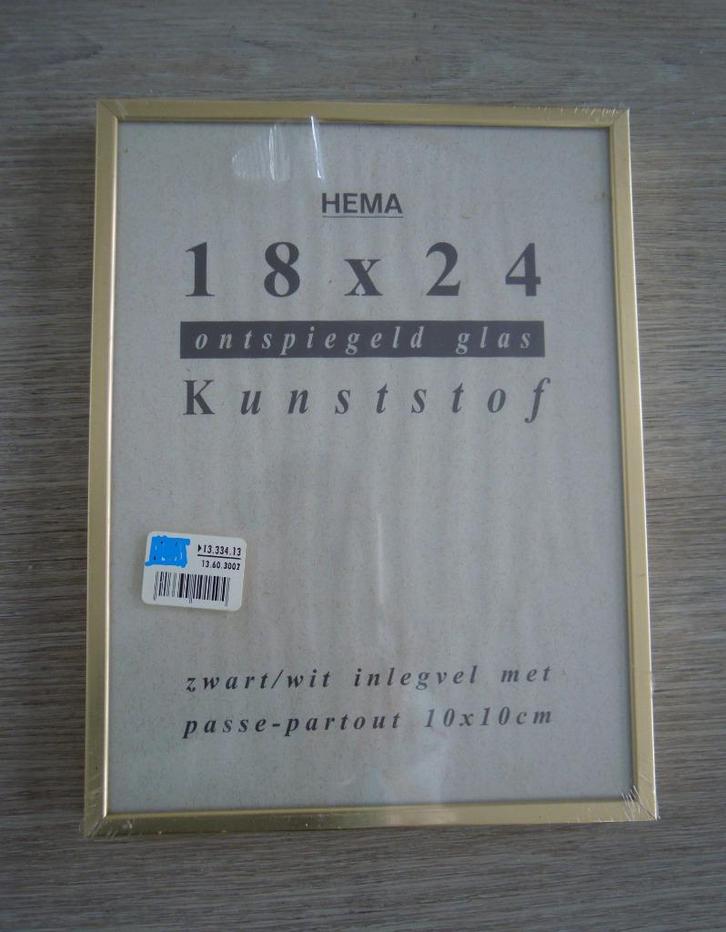 HEMA
18x24
ontspiegeld glas
Kunststof
13.334.13
13.60.3002
zwart/wit inlegvel met
passe-partout 10x10cm